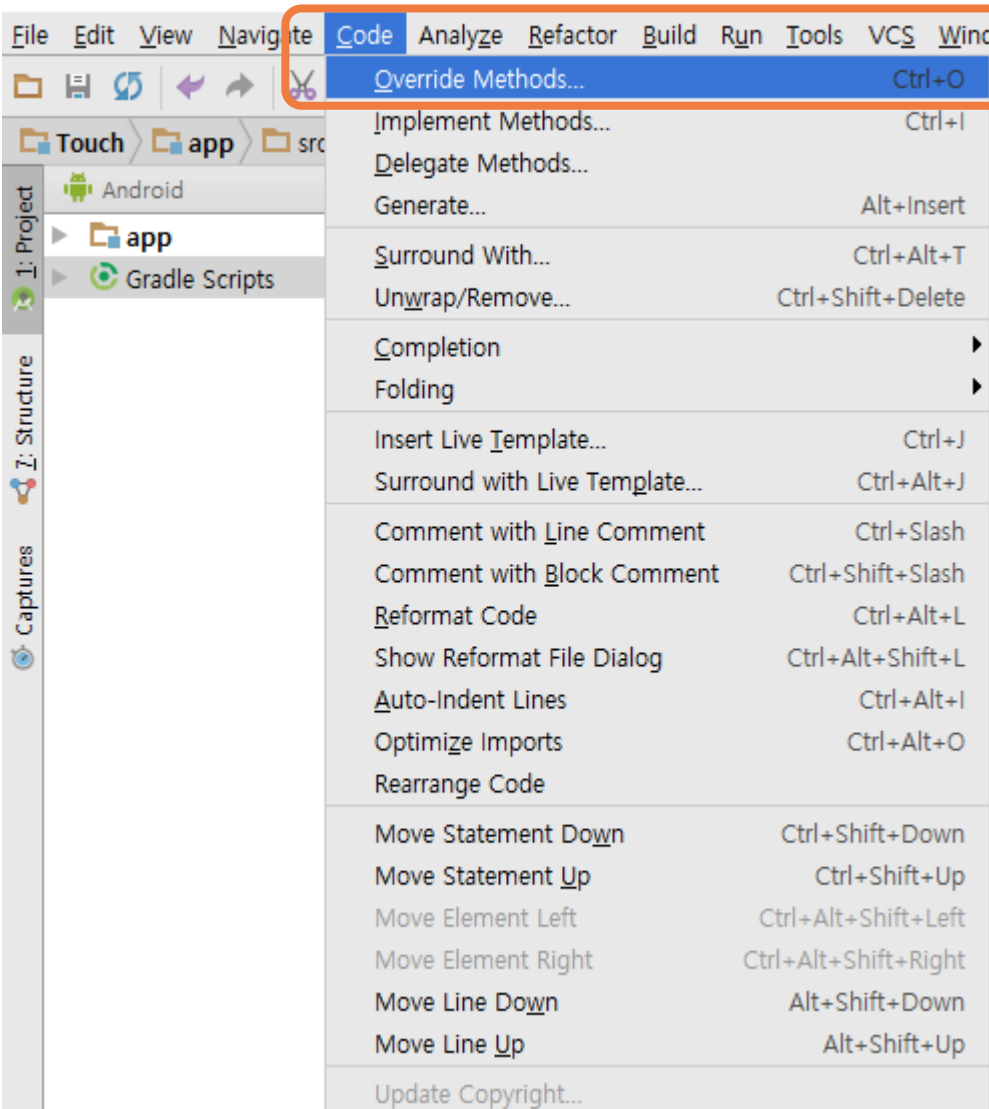 File Edit View Navigate Code Analyze Refactor Build Run Tools VCS Wind
Override Methods... Ctrl+O
Implement Methods... Ctrl+I
Touch app src
Delegate Methods...
1: Project
Android
Generate... Alt+Insert
app
Surround With... Ctrl+Alt+T
Gradle Scripts
Unwrap/Remove... Ctrl+Shift+Delete
Completion
Folding
7: Structure
Insert Live Template... Ctrl+J
Surround with Live Template... Ctrl+Alt+J
Comment with Line Comment Ctrl+Slash
Comment with Block Comment Ctrl+Shift+Slash
Captures
Reformat Code Ctrl+Alt+L
Show Reformat File Dialog Ctrl+Alt+Shift+L
Auto-Indent Lines Ctrl+Alt+I
Optimize Imports Ctrl+Alt+O
Rearrange Code
Move Statement Down Ctrl+Shift+Down
Move Statement Up Ctrl+Shift+Up
Move Element Left Ctrl+Alt+Shift+Left
Move Element Right Ctrl+Alt+Shift+Right
Move Line Down Alt+Shift+Down
Move Line Up Alt+Shift+Up
Update Copyright...